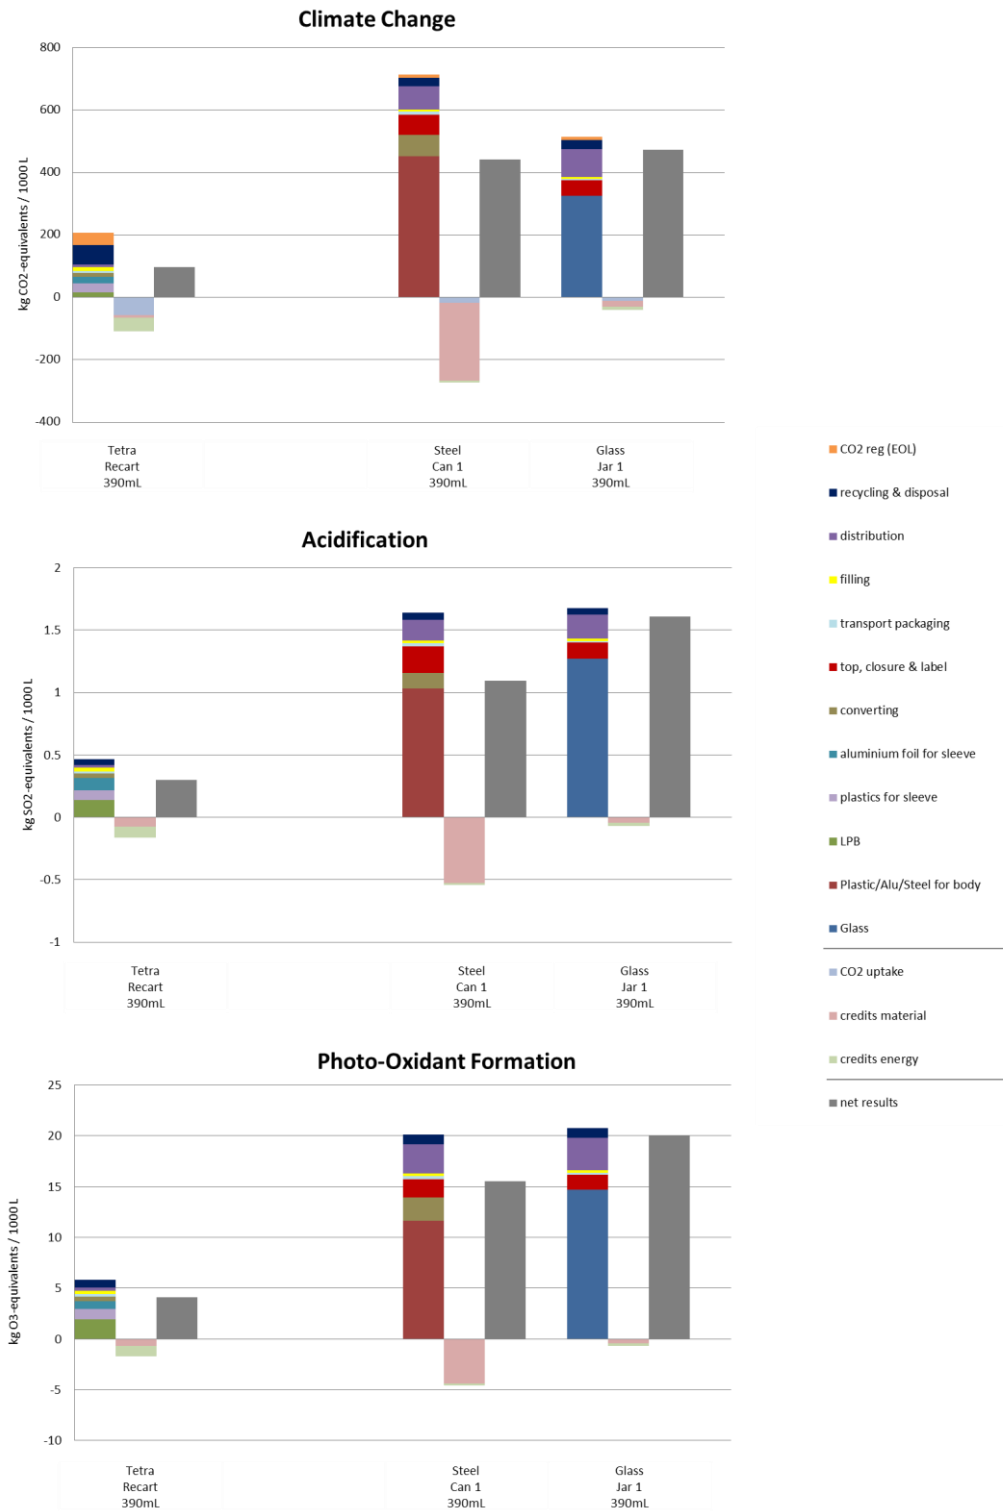 Climate Change
kg CO2-equivalents / 1000 L
800
600
400
200
0
-200
-400
Tetra
Recart
390mL
Steel
Can 1
390mL
Glass
Jar 1
390mL
Acidification
kg SO2-equivalents / 1000 L
2
1.5
1
0.5
0
-0.5
-1
Tetra
Recart
390mL
Steel
Can 1
390mL
Glass
Jar 1
390mL
Photo-Oxidant Formation
kg O3-equivalents / 1000 L
25
20
15
10
5
0
-5
-10
Tetra
Recart
390mL
Steel
Can 1
390mL
Glass
Jar 1
390mL
CO2 reg (EOL)
recycling & disposal
distribution
filling
transport packaging
top, closure & label
converting
aluminium foil for sleeve
plastics for sleeve
LPB
Plastic/Alu/Steel for body
Glass
CO2 uptake
credits material
credits energy
net results